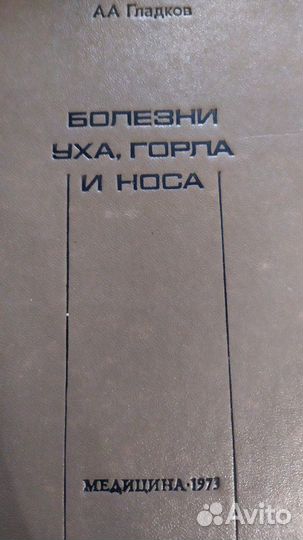 А.А Гладков
БОЛЕЗНИ
УХА, ГОРЛА
И НОСА
МЕДИЦИНА·1973
Avito